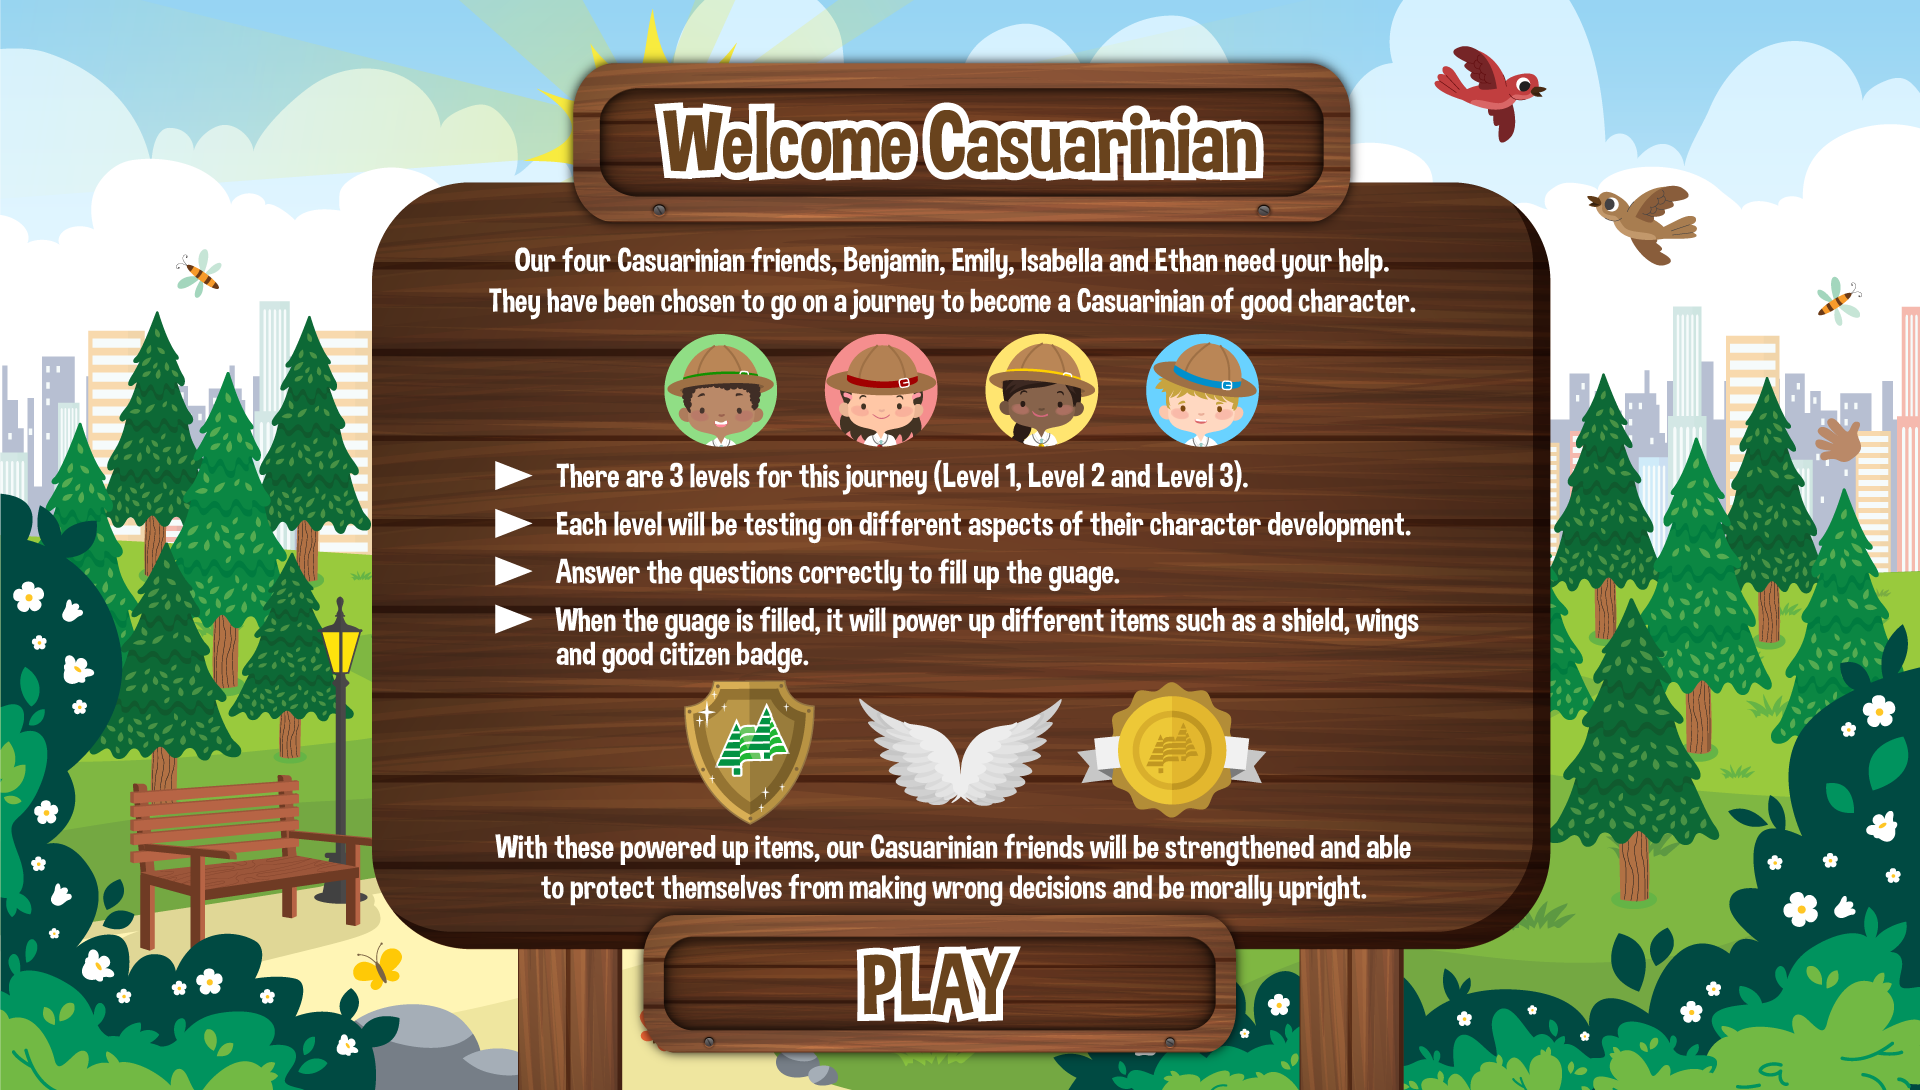 Welcome Casuarinian
Our four Casuarinian friends, Benjamin, Emily, Isabella and Ethan need your help.
They have been chosen to go on a journey to become a Casuarinian of good character.
There are 3 levels for this journey (Level 1, Level 2 and Level 3).
Each level will be testing on different aspects of their character development.
Answer the questions correctly to fill up the guage.
When the guage is filled, it will power up different items such as a shield, wings
and good citizen badge.
With these powered up items, our Casuarinian friends will be strengthened and able
to protect themselves from making wrong decisions and be morally upright.
PLAY